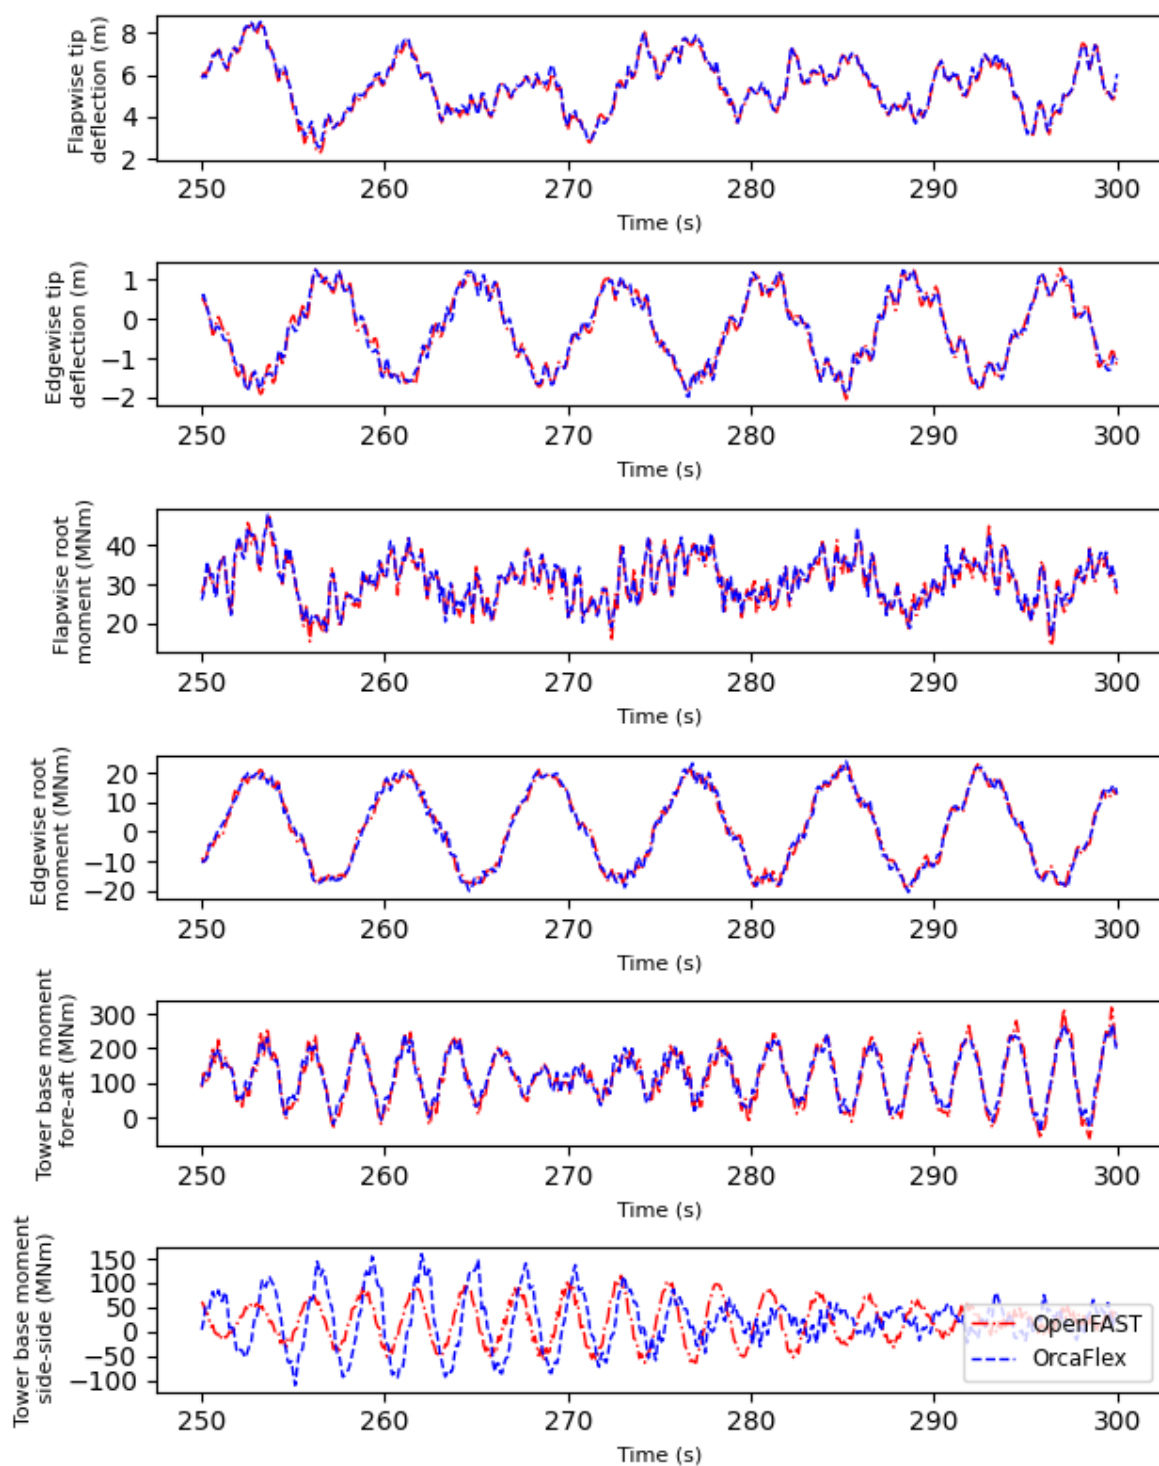 Flapwise tip
deflection (m)
8
6
4
2
250 260 270 280 290 300
Time (s)
Edgewise tip
deflection (m)
1
0
−1
−2
250 260 270 280 290 300
Time (s)
Flapwise root
moment (MNm)
40
30
20
250 260 270 280 290 300
Time (s)
Edgewise root
moment (MNm)
20
10
0
−10
−20
250 260 270 280 290 300
Time (s)
Tower base moment
fore-aft (MNm)
300
200
100
0
250 260 270 280 290 300
Time (s)
Tower base moment
side-side (MNm)
150
100
50
0
−50
−100
OpenFAST
OrcaFlex
250 260 270 280 290 300
Time (s)